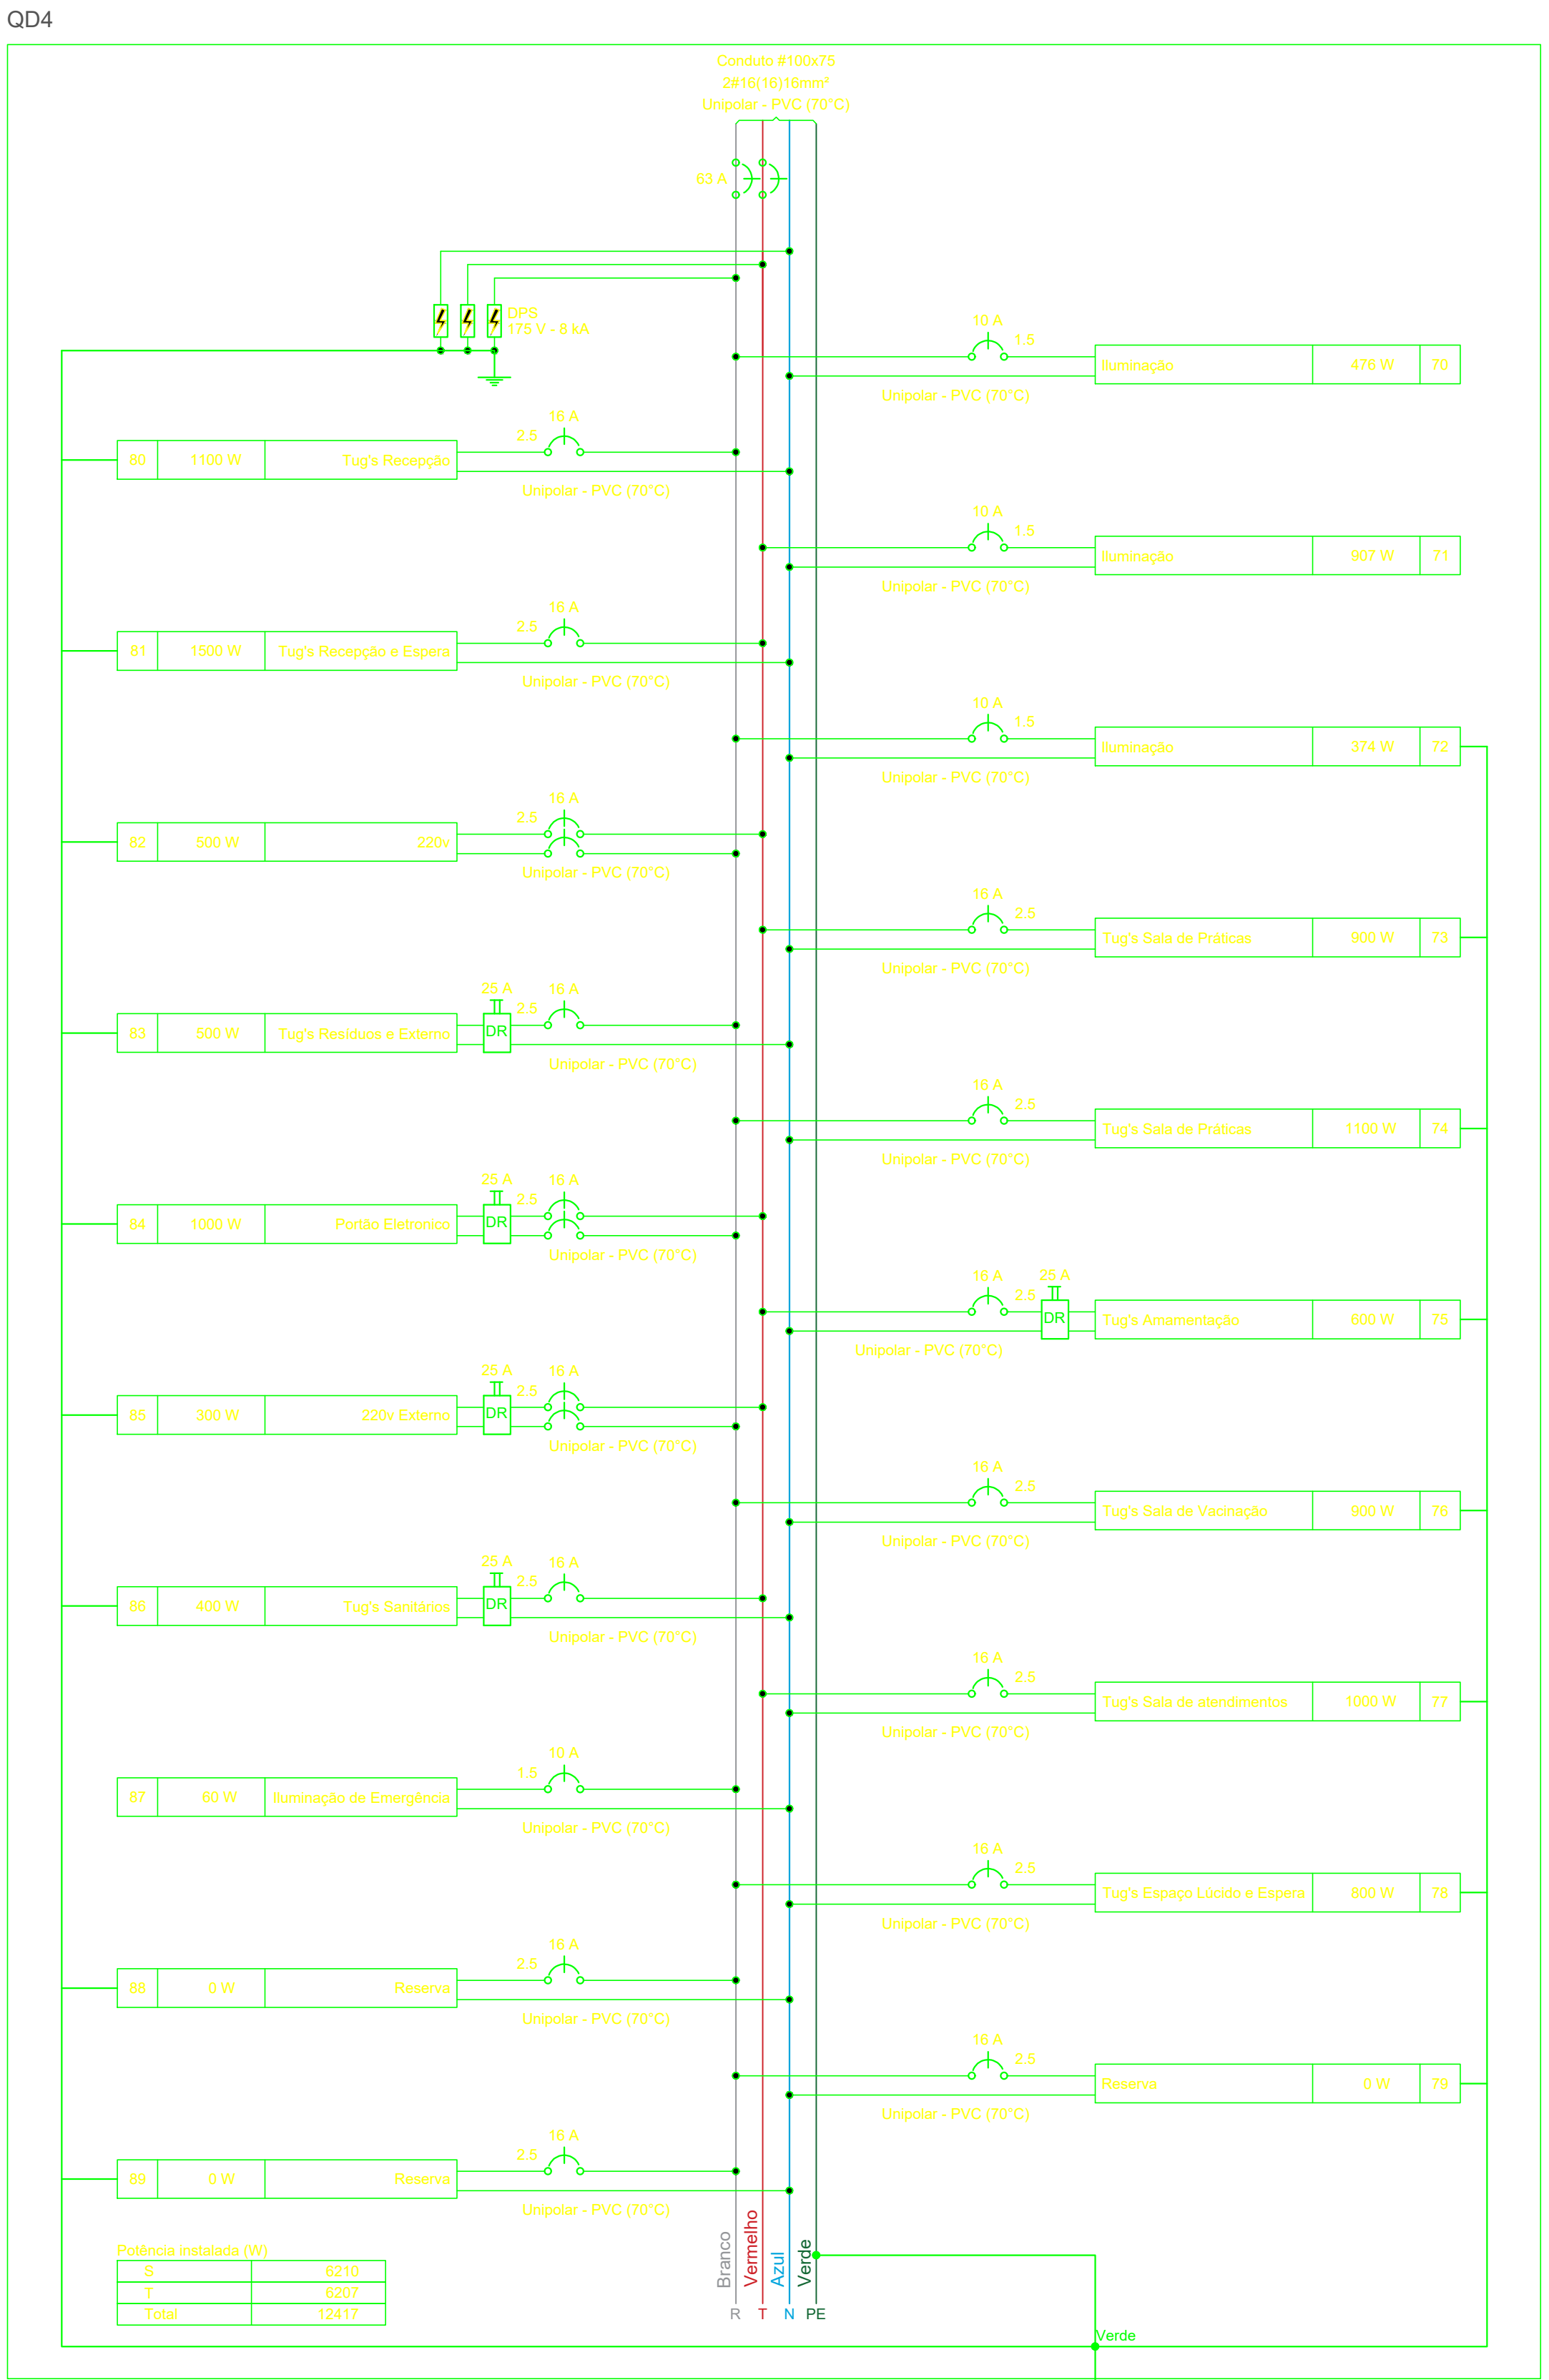 QD4
Conduto #100x75
2#16(16)16mm²
Unipolar - PVC (70°C)
63 A
DPS
175 V - 8 kA
10 A
1.5
Iluminação 476 W 70
Unipolar - PVC (70°C)
16 A
2.5
80 1100 W Tug's Recepção
Unipolar - PVC (70°C)
10 A
1.5
Iluminação 907 W 71
Unipolar - PVC (70°C)
16 A
2.5
81 1500 W Tug's Recepção e Espera
Unipolar - PVC (70°C)
10 A
1.5
Iluminação 374 W 72
Unipolar - PVC (70°C)
16 A
2.5
82 500 W 220v
Unipolar - PVC (70°C)
16 A
2.5
Tug's Sala de Práticas 900 W 73
Unipolar - PVC (70°C)
25 A 16 A
2.5
83 500 W Tug's Resíduos e Externo DR
Unipolar - PVC (70°C)
16 A
2.5
Tug's Sala de Práticas 1100 W 74
Unipolar - PVC (70°C)
25 A 16 A
2.5
84 1000 W Portão Eletronico DR
Unipolar - PVC (70°C)
16 A 25 A
2.5
DR Tug's Amamentação 600 W 75
Unipolar - PVC (70°C)
25 A 16 A
2.5
85 300 W 220v Externo DR
Unipolar - PVC (70°C)
16 A
2.5
Tug's Sala de Vacinação 900 W 76
Unipolar - PVC (70°C)
25 A 16 A
2.5
86 400 W Tug's Sanitários DR
Unipolar - PVC (70°C)
16 A
2.5
Tug's Sala de atendimentos 1000 W 77
Unipolar - PVC (70°C)
10 A
1.5
87 60 W Iluminação de Emergência
Unipolar - PVC (70°C)
16 A
2.5
Tug's Espaço Lúcido e Espera 800 W 78
Unipolar - PVC (70°C)
16 A
2.5
88 0 W Reserva
Unipolar - PVC (70°C)
16 A
2.5
Reserva 0 W 79
Unipolar - PVC (70°C)
16 A
2.5
89 0 W Reserva
Unipolar - PVC (70°C)
Potência instalada (W)
S 6210
T 6207
Total 12417
Branco
Vermelho
Azul
Verde
R T N PE
Verde